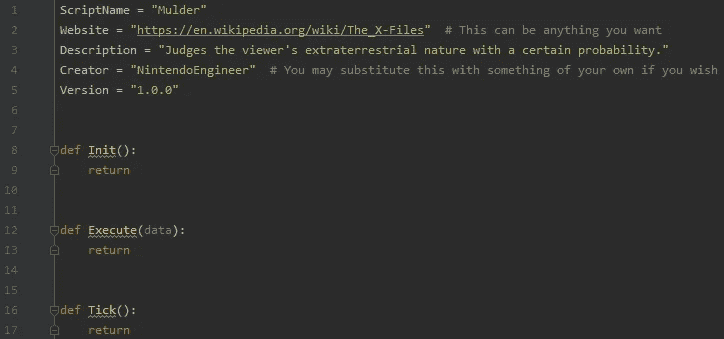 1 ScriptName = "Mulder"
2 Website = "https://en.wikipedia.org/wiki/The_X-Files"  # This can be anything you want
3 Description = "Judges the viewer's extraterrestrial nature with a certain probability."
4 Creator = "NintendoEngineer"  # You may substitute this with something of your own if you wish
5 Version = "1.0.0"
6
7
8 def Init():
9     return
10
11
12 def Execute(data):
13     return
14
15
16 def Tick():
17     return